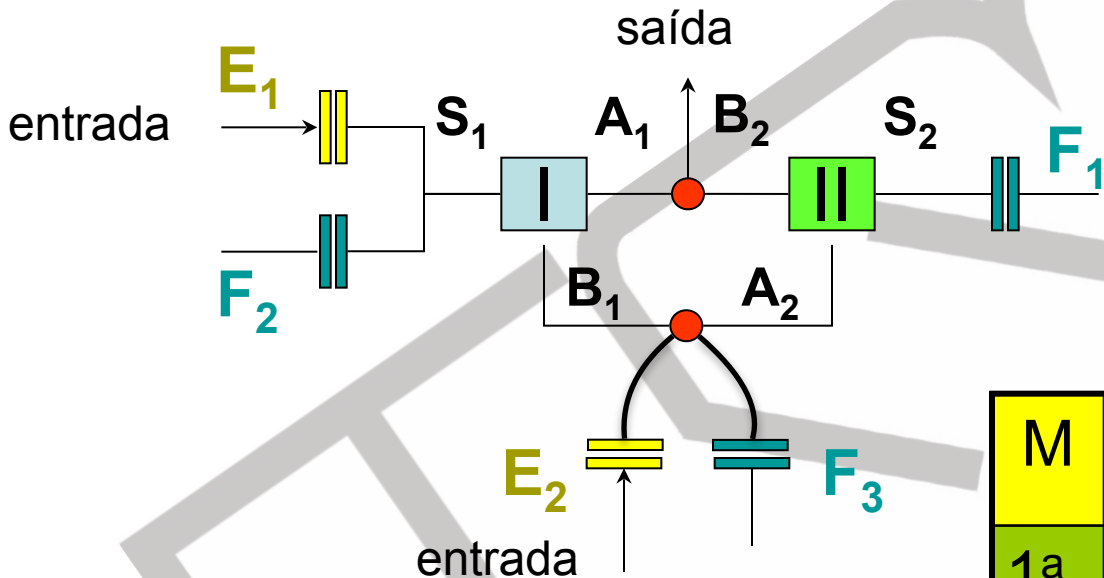 saída
E₁
entrada
S₁
A₁
B₂
S₂
F₁
I
II
F₂
B₁
A₂
E₂
F₃
entrada
M
1ª